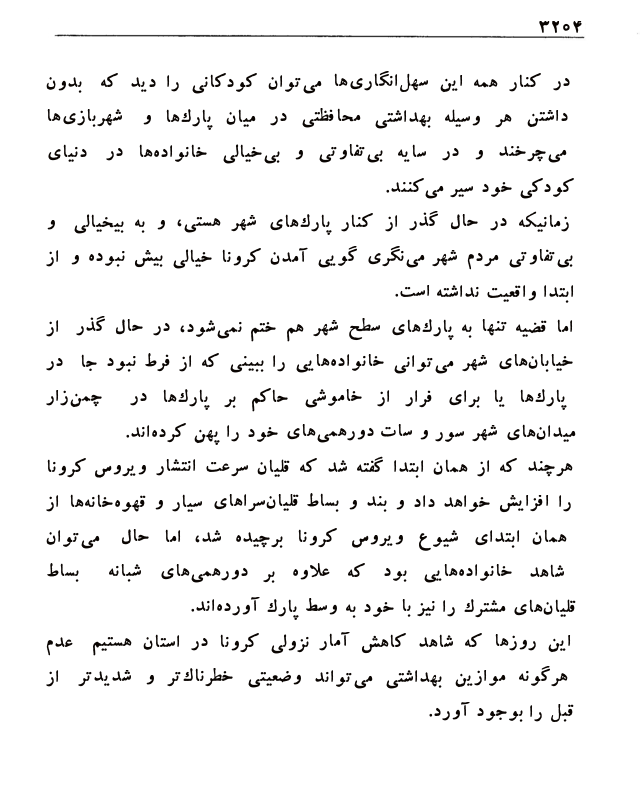 ۳۲۰۴
در کنار همه این سهل‌انگاری‌ها می‌توان کودکانی را دید که بدون
داشتن هر وسیله بهداشتی محافظتی در میان پارك‌ها و شهربازی‌ها
می‌چرخند و در سایه بی‌تفاوتی و بی‌خیالی خانواده‌ها در دنیای
کودکی خود سیر می‌کنند.
زمانیکه در حال گذر از کنار پارك‌های شهر هستی، و به بیخیالی و
بی‌تفاوتی مردم شهر می‌نگری گویی آمدن کرونا خیالی بیش نبوده و از
ابتدا واقعیت نداشته است.
اما قضیه تنها به پارك‌های سطح شهر هم ختم نمی‌شود، در حال گذر از
خیابان‌های شهر می‌توانی خانواده‌هایی را ببینی که از فرط نبود جا در
پارك‌ها یا برای فرار از خاموشی حاکم بر پارك‌ها در چمن‌زار
میدان‌های شهر سور و سات دورهمی‌های خود را پهن کرده‌اند.
هرچند که از همان ابتدا گفته شد که قلیان سرعت انتشار ویروس کرونا
را افزایش خواهد داد و بند و بساط قلیان‌سراهای سیار و قهوه‌خانه‌ها از
همان ابتدای شیوع ویروس کرونا برچیده شد، اما حال می‌توان
شاهد خانواده‌هایی بود که علاوه بر دورهمی‌های شبانه بساط
قلیان‌های مشترك را نیز با خود به وسط پارك آورده‌اند.
این روزها که شاهد کاهش آمار نزولی کرونا در استان هستیم عدم
هرگونه موازین بهداشتی می‌تواند وضعیتی خطرناك‌تر و شدیدتر از
قبل را بوجود آورد.